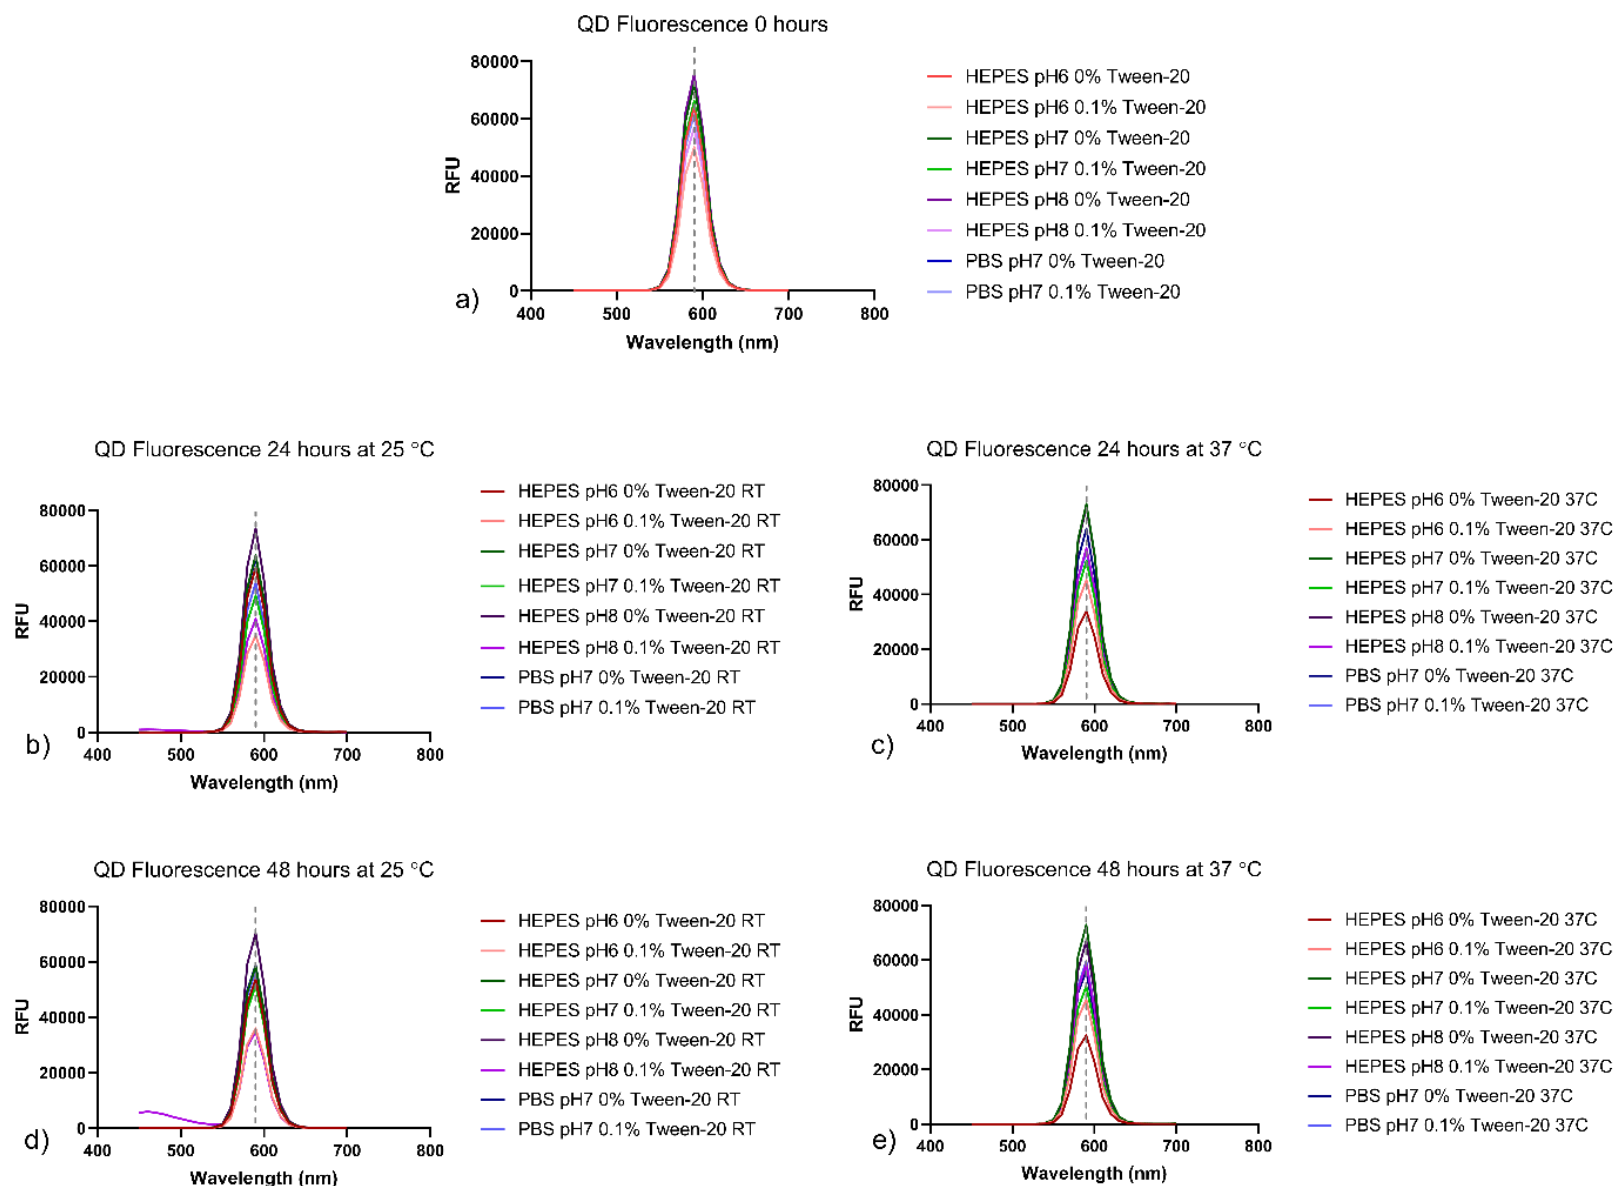 QD Fluorescence 0 hours
80000
60000
40000
20000
0
RFU
400 500 600 700 800
Wavelength (nm)
a)
HEPES pH6 0% Tween-20
HEPES pH6 0.1% Tween-20
HEPES pH7 0% Tween-20
HEPES pH7 0.1% Tween-20
HEPES pH8 0% Tween-20
HEPES pH8 0.1% Tween-20
PBS pH7 0% Tween-20
PBS pH7 0.1% Tween-20
QD Fluorescence 24 hours at 25 °C
80000
60000
40000
20000
0
RFU
400 500 600 700 800
Wavelength (nm)
b)
HEPES pH6 0% Tween-20 RT
HEPES pH6 0.1% Tween-20 RT
HEPES pH7 0% Tween-20 RT
HEPES pH7 0.1% Tween-20 RT
HEPES pH8 0% Tween-20 RT
HEPES pH8 0.1% Tween-20 RT
PBS pH7 0% Tween-20 RT
PBS pH7 0.1% Tween-20 RT
QD Fluorescence 24 hours at 37 °C
80000
60000
40000
20000
0
RFU
400 500 600 700 800
Wavelength (nm)
c)
HEPES pH6 0% Tween-20 37C
HEPES pH6 0.1% Tween-20 37C
HEPES pH7 0% Tween-20 37C
HEPES pH7 0.1% Tween-20 37C
HEPES pH8 0% Tween-20 37C
HEPES pH8 0.1% Tween-20 37C
PBS pH7 0% Tween-20 37C
PBS pH7 0.1% Tween-20 37C
QD Fluorescence 48 hours at 25 °C
80000
60000
40000
20000
0
RFU
400 500 600 700 800
Wavelength (nm)
d)
HEPES pH6 0% Tween-20 RT
HEPES pH6 0.1% Tween-20 RT
HEPES pH7 0% Tween-20 RT
HEPES pH7 0.1% Tween-20 RT
HEPES pH8 0% Tween-20 RT
HEPES pH8 0.1% Tween-20 RT
PBS pH7 0% Tween-20 RT
PBS pH7 0.1% Tween-20 RT
QD Fluorescence 48 hours at 37 °C
80000
60000
40000
20000
0
RFU
400 500 600 700 800
Wavelength (nm)
e)
HEPES pH6 0% Tween-20 37C
HEPES pH6 0.1% Tween-20 37C
HEPES pH7 0% Tween-20 37C
HEPES pH7 0.1% Tween-20 37C
HEPES pH8 0% Tween-20 37C
HEPES pH8 0.1% Tween-20 37C
PBS pH7 0% Tween-20 37C
PBS pH7 0.1% Tween-20 37C